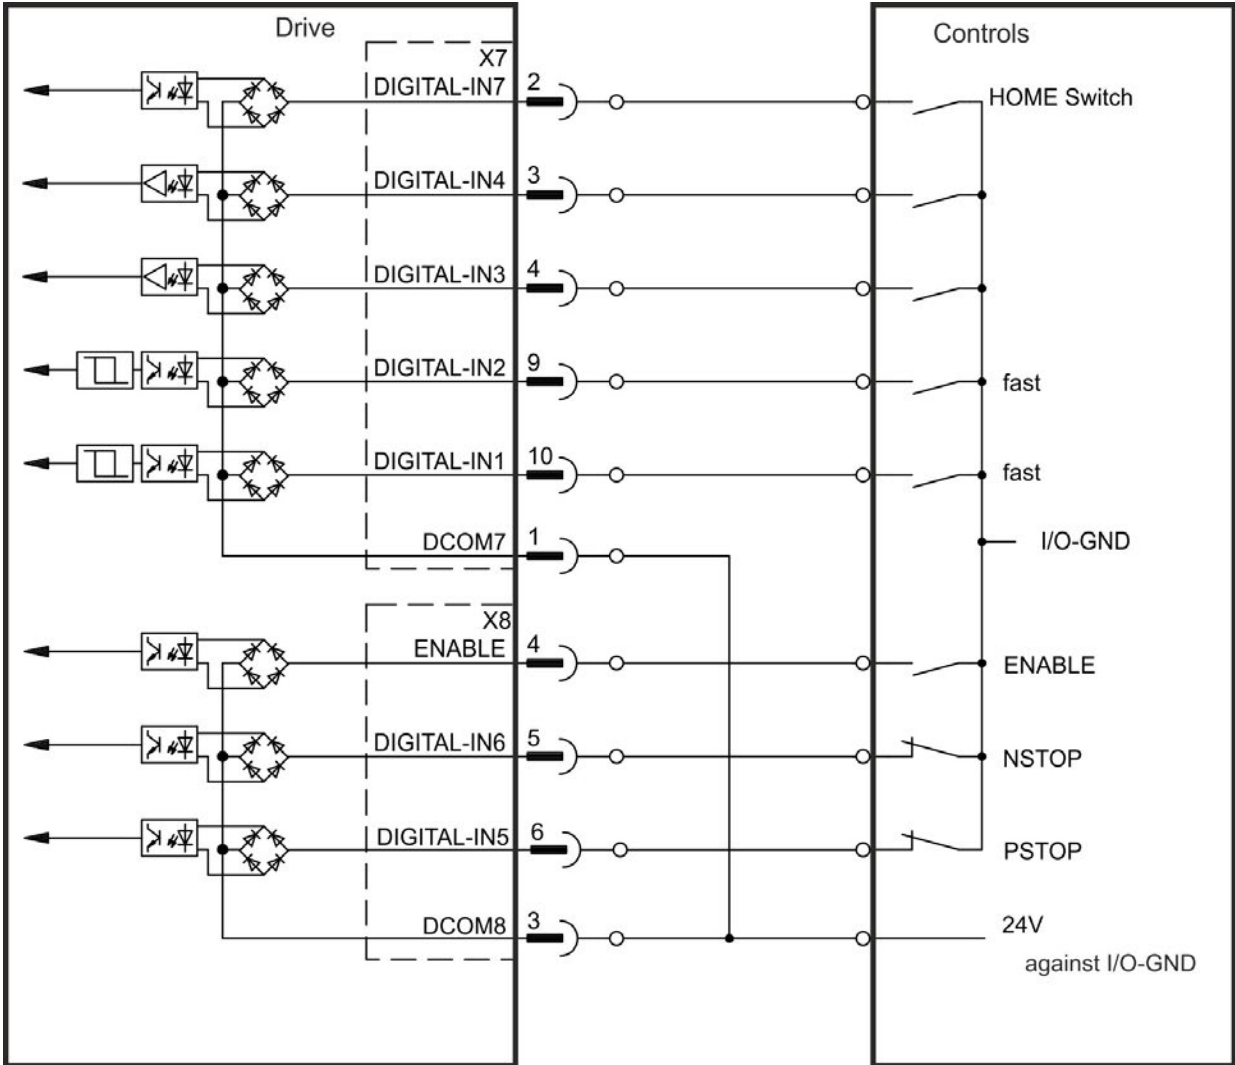 Drive
Controls
X7
DIGITAL-IN7
2
HOME Switch
DIGITAL-IN4
3
DIGITAL-IN3
4
DIGITAL-IN2
9
fast
DIGITAL-IN1
10
fast
DCOM7
1
I/O-GND
X8
ENABLE
4
ENABLE
DIGITAL-IN6
5
NSTOP
DIGITAL-IN5
6
PSTOP
DCOM8
3
24V
against I/O-GND